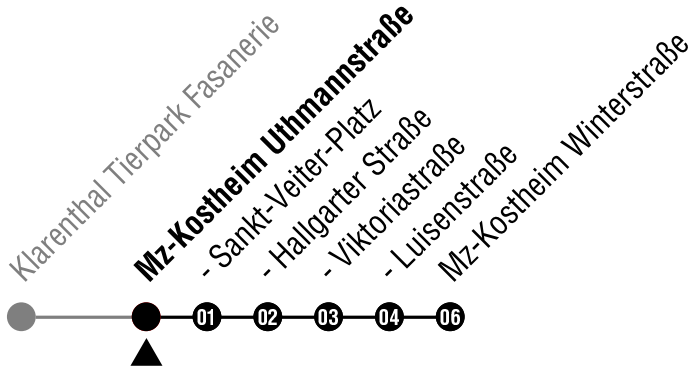 Klarenthal Tierpark Fasanerie
Mz-Kostheim Uthmannstraße
- Sankt-Veiter-Platz
- Hallgarter Straße
- Viktoriastraße
- Luisenstraße
Mz-Kostheim Winterstraße
01 02 03 04 06